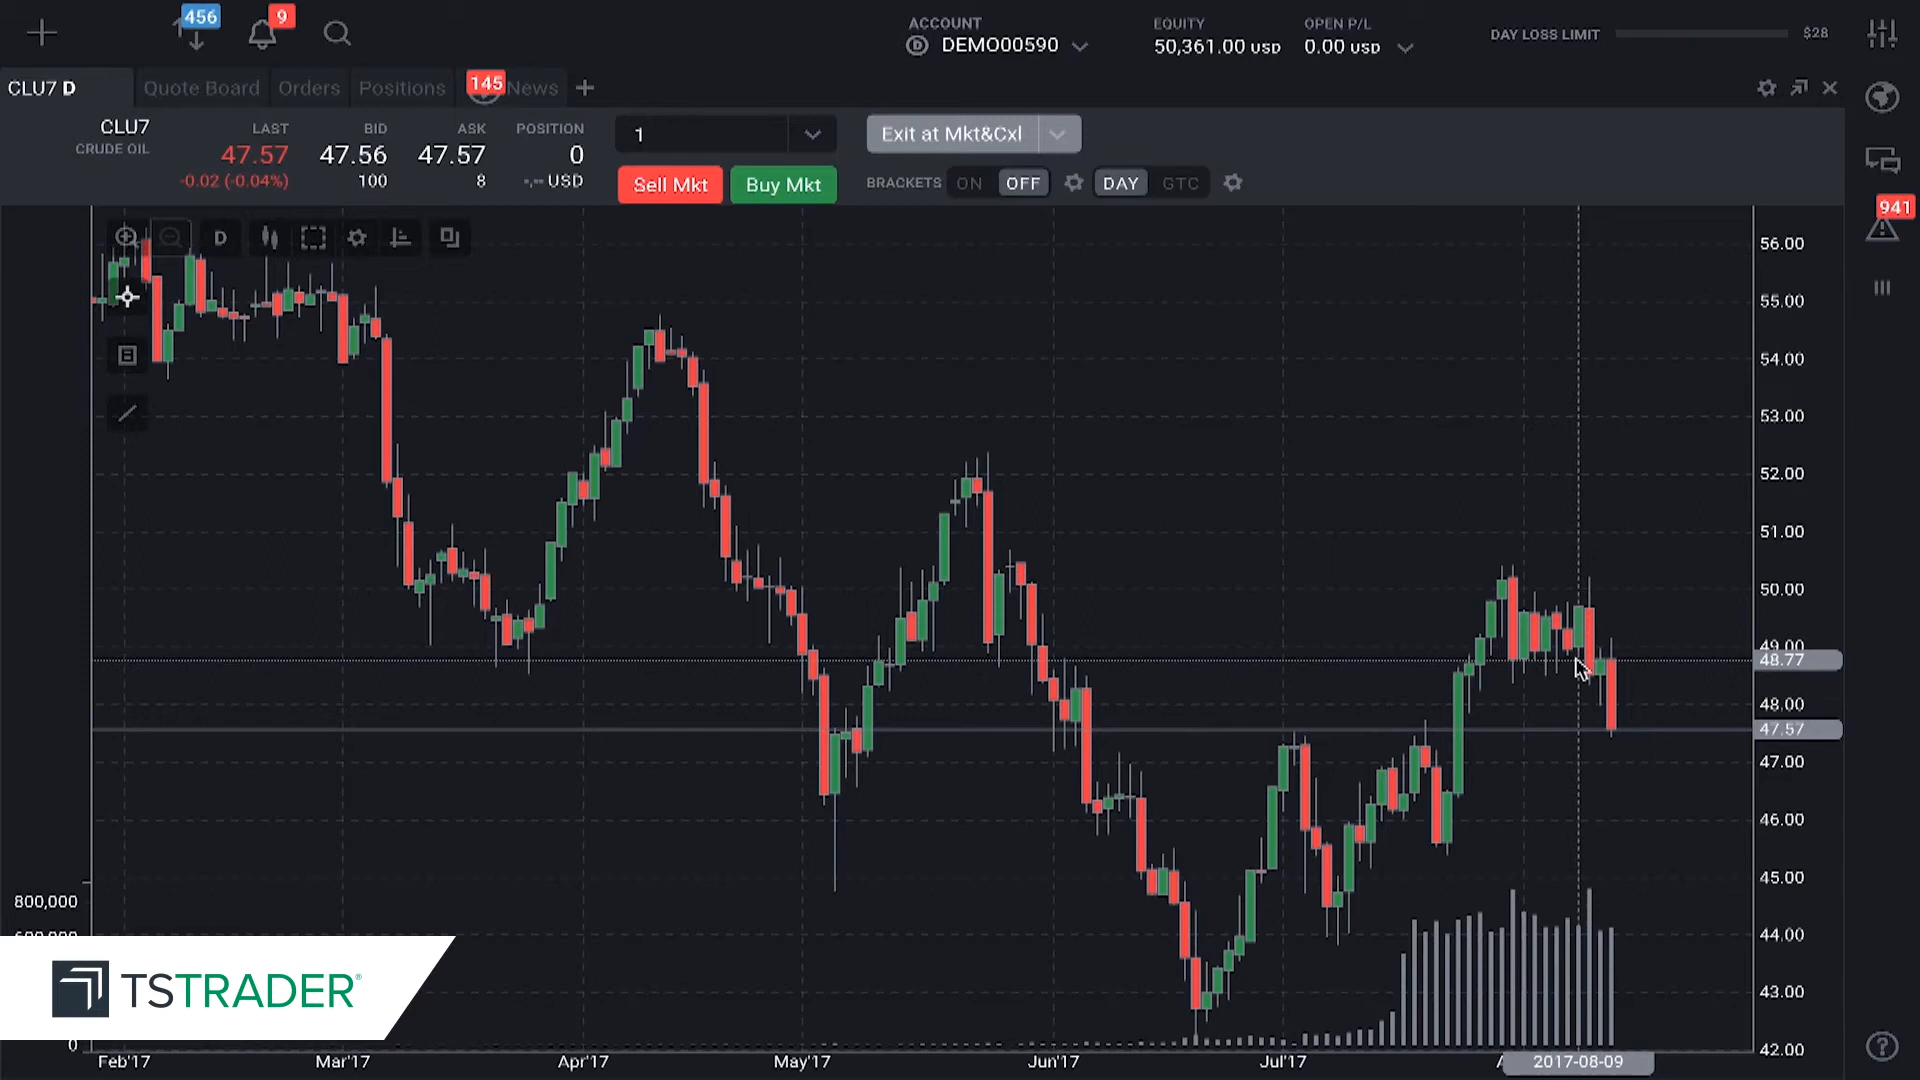 456
9
ACCOUNT
DEMO00590
EQUITY
50,361.00 USD
OPEN P/L
0.00 USD
DAY LOSS LIMIT
$28
CLU7 D
Quote Board
Orders
Positions
145
News
CLU7
CRUDE OIL
LAST
47.57
-0.02 (-0.04%)
BID
47.56
100
ASK
47.57
8
POSITION
0
-,-- USD
1
Sell Mkt
Buy Mkt
Exit at Mkt&Cxl
BRACKETS
ON
OFF
DAY
GTC
941
D
56.00
55.00
54.00
53.00
52.00
51.00
50.00
49.00
48.77
48.00
47.57
47.00
46.00
45.00
44.00
43.00
42.00
800,000
0
TSTRADER®
Feb'17
Mar'17
Apr'17
May'17
Jun'17
Jul'17
2017-08-09